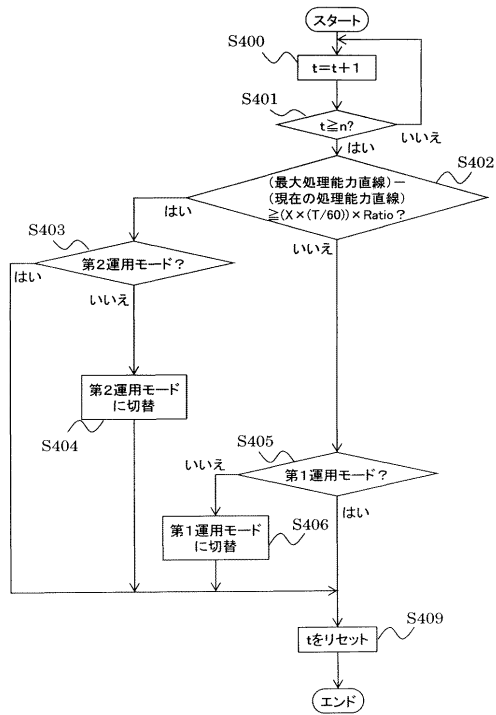 スタート
S400
t=t+1
S401
t≧n?
いいえ
はい
S402
(最大処理能力直線)－
(現在の処理能力直線)
≧(X×(T/60))×Ratio?
はい
いいえ
S403
第2運用モード?
はい
いいえ
第2運用モード
に切替
S404
S405
第1運用モード?
いいえ
はい
第1運用モード
に切替
S406
tをリセット
S409
エンド